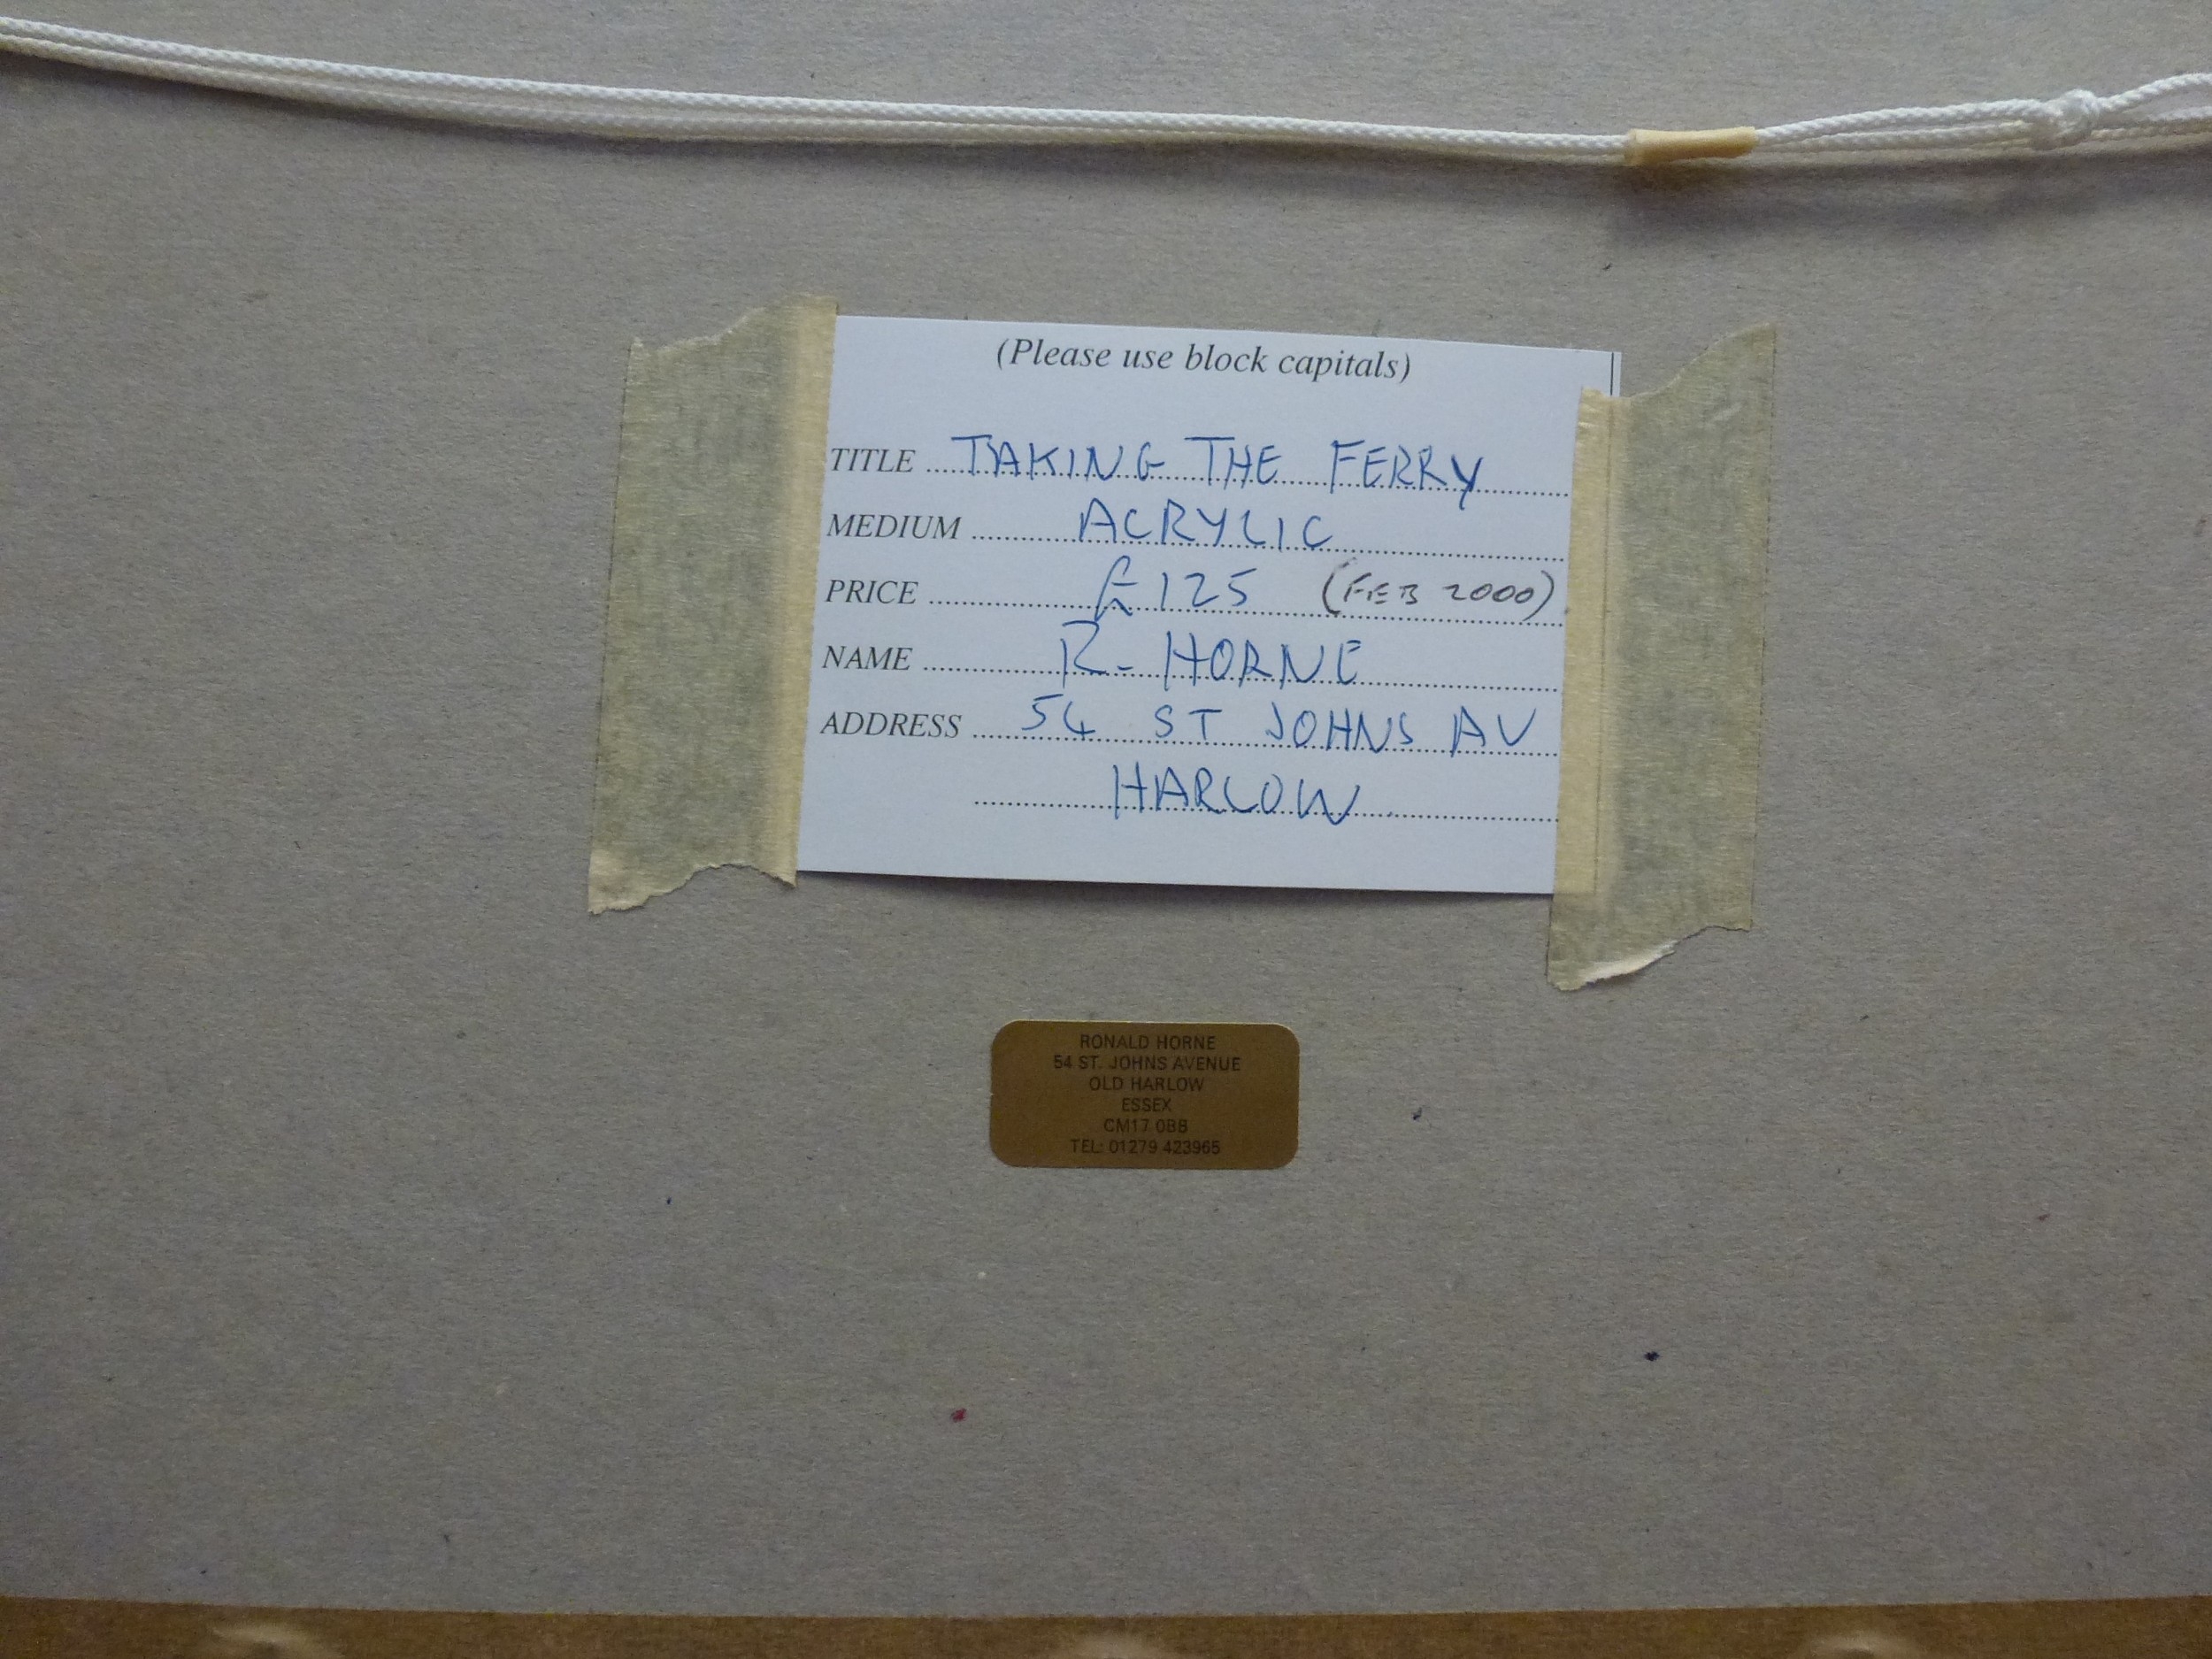 (Please use block capitals)
TITLE ..... TAKING THE FERRY
MEDIUM ..... ACRYLIC
PRICE ..... £125 (FEB 2000)
NAME ..... R. HORNE
ADDRESS ..... 54 ST JOHNS AV
..... HARLOW
RONALD HORNE
54 ST. JOHNS AVENUE
OLD HARLOW
ESSEX
CM17 0BB
TEL: 01279 423965